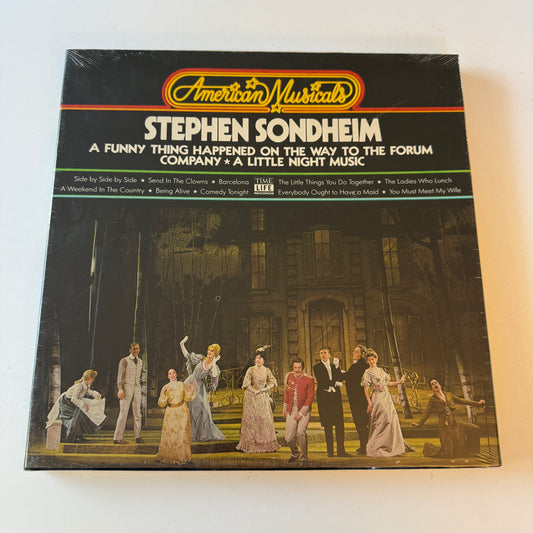 American Musicals
STEPHEN SONDHEIM
A FUNNY THING HAPPENED ON THE WAY TO THE FORUM
COMPANY ★ A LITTLE NIGHT MUSIC
Side by Side by Side ★ Send In The Clowns ★ Barcelona TIME The Little Things You Do Together ★ The Ladies Who Lunch
A Weekend In The Country ★ Being Alive ★ Comedy Tonight LIFE Everybody Ought to Have a Maid ★ You Must Meet My Wife